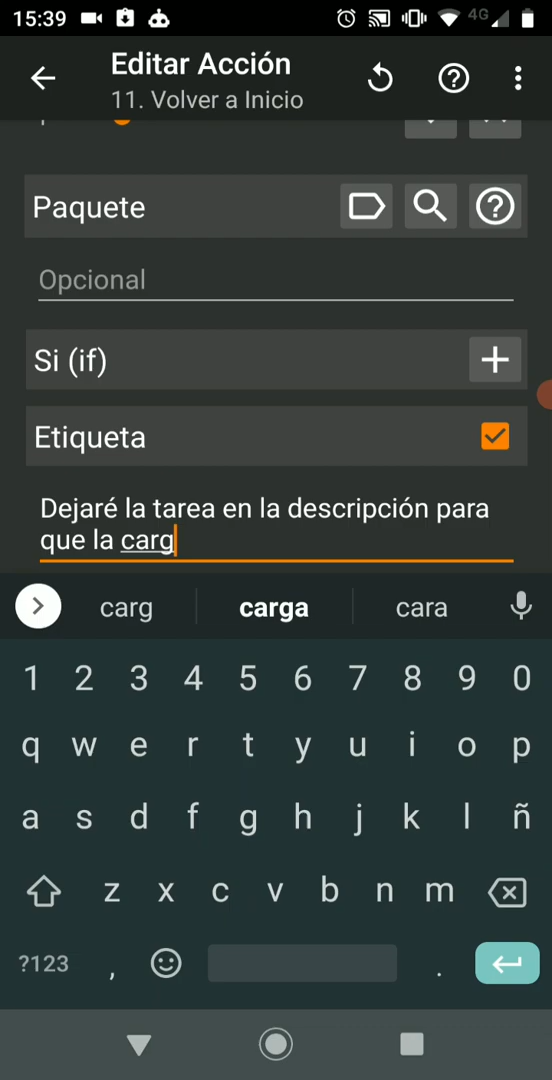 15:39
4G
Editar Acción
11. Volver a Inicio
Paquete
Opcional
Si (if)
Etiqueta
Dejaré la tarea en la descripción para
que la carg
carg carga cara
1 2 3 4 5 6 7 8 9 0
q w e r t y u i o p
a s d f g h j k l ñ
z x c v b n m
?123 , .